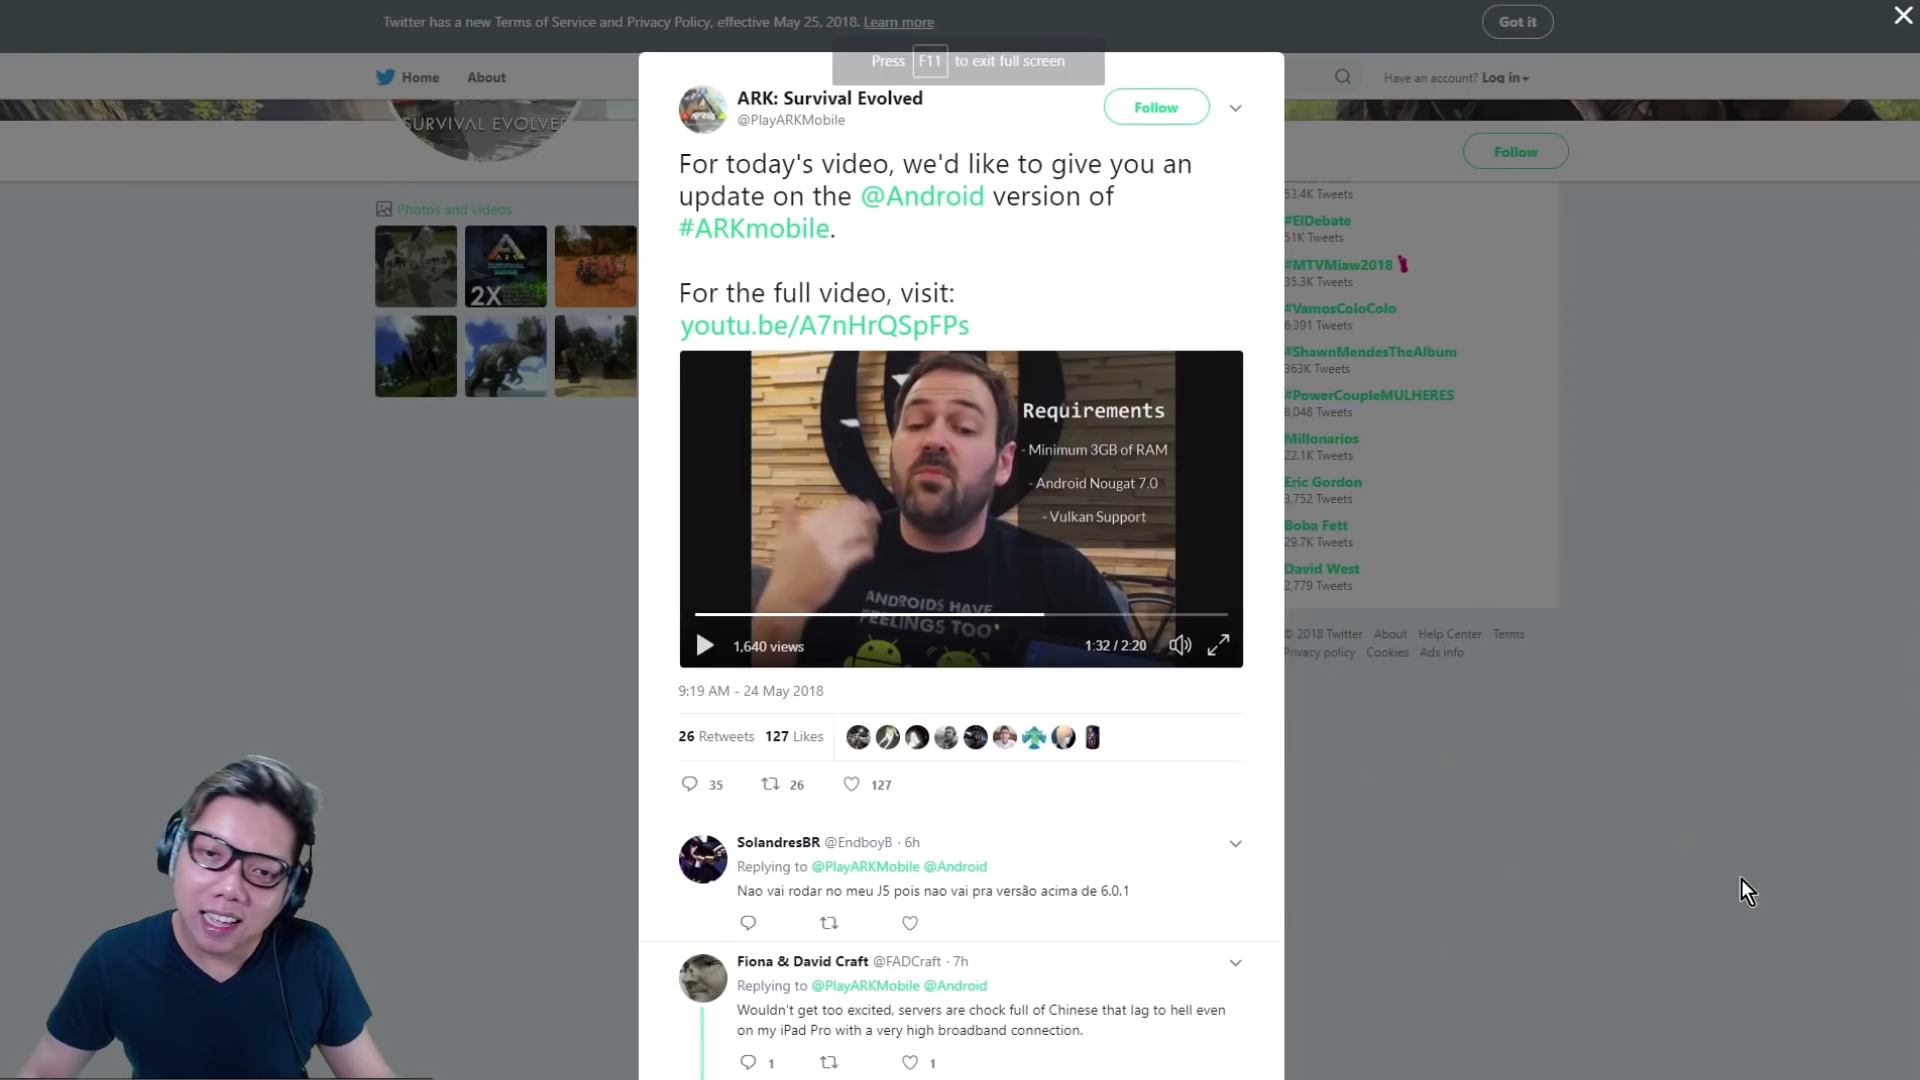 Twitter has a new Terms of Service and Privacy Policy, effective May 25, 2018. Learn more
Got it
Press F11 to exit full screen
Home About
Have an account? Log in
SURVIVAL EVOLVED
Follow
Photos and videos
2X
ARK: Survival Evolved
@PlayARKMobile
Follow
For today's video, we'd like to give you an
update on the @Android version of
#ARKmobile.
For the full video, visit:
youtu.be/A7nHrQSpFPs
Requirements
- Minimum 3GB of RAM
- Android Nougat 7.0
- Vulkan Support
ANDROIDS HAVE
FEELINGS TOO
1,640 views
1:32 / 2:20
9:19 AM - 24 May 2018
26 Retweets 127 Likes
35 26 127
SolandresBR @EndboyB · 6h
Replying to @PlayARKMobile @Android
Nao vai rodar no meu J5 pois nao vai pra versão acima de 6.0.1
Fiona & David Craft @FADCraft · 7h
Replying to @PlayARKMobile @Android
Wouldn't get too excited, servers are chock full of Chinese that lag to hell even
on my iPad Pro with a very high broadband connection.
1 1
53.4K Tweets
#ElDebate
51K Tweets
#MTVMiaw2018
35.3K Tweets
#VamosColoColo
6,391 Tweets
#ShawnMendesTheAlbum
363K Tweets
#PowerCoupleMULHERES
8,048 Tweets
Millonarios
22.1K Tweets
Eric Gordon
3,752 Tweets
Boba Fett
29.7K Tweets
David West
2,779 Tweets
© 2018 Twitter About Help Center Terms
Privacy policy Cookies Ads info